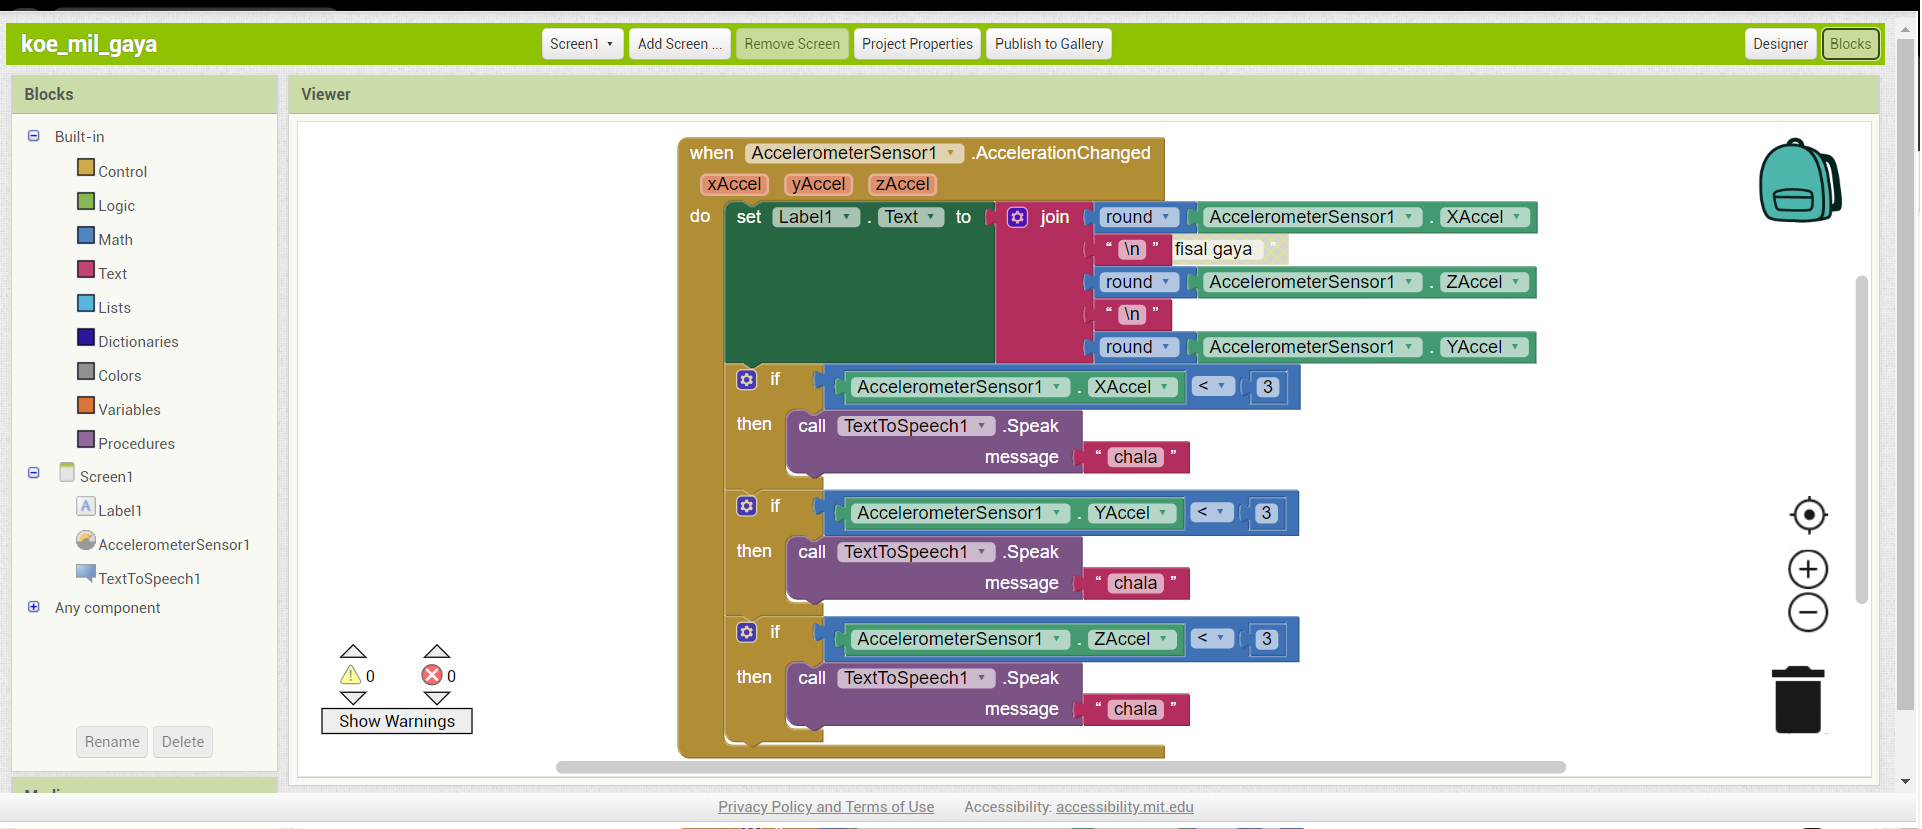 koe_mil_gaya
Screen1 Add Screen ... Remove Screen Project Properties Publish to Gallery Designer Blocks
Blocks
Built-in
Control
Logic
Math
Text
Lists
Dictionaries
Colors
Variables
Procedures
Screen1
A Label1
AccelerometerSensor1
TextToSpeech1
Any component
Rename Delete
Viewer
when AccelerometerSensor1 .AccelerationChanged
xAccel yAccel zAccel
do set Label1 . Text to join round AccelerometerSensor1 . XAccel
“ \n ” fisal gaya ”
round AccelerometerSensor1 . ZAccel
“ \n ”
round AccelerometerSensor1 . YAccel
if AccelerometerSensor1 . XAccel < 3
then call TextToSpeech1 .Speak
message “ chala ”
if AccelerometerSensor1 . YAccel < 3
then call TextToSpeech1 .Speak
message “ chala ”
if AccelerometerSensor1 . ZAccel < 3
then call TextToSpeech1 .Speak
message “ chala ”
0 0
Show Warnings
Privacy Policy and Terms of Use Accessibility: accessibility.mit.edu